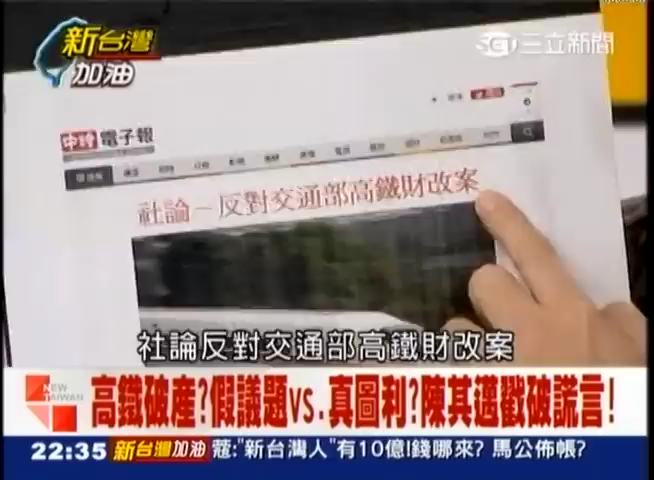 新台灣
加油
SET 三立新聞
中時電子報
社論－反對交通部高鐵財改案
社論反對交通部高鐵財改案
NEW
TAIWAN
高鐵破產?假議題vs.真圖利?陳其邁戳破謊言!
22:35 新台灣加油 蔻:"新台灣人"有10億!錢哪來? 馬公佈帳?